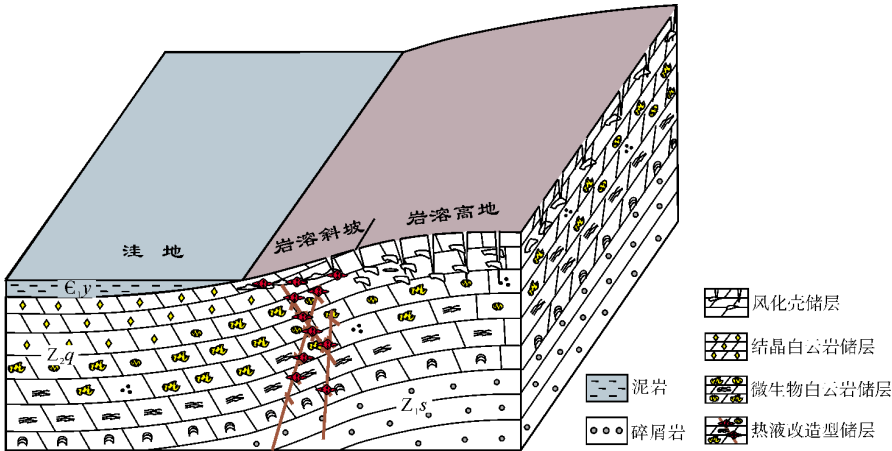 洼 地
岩溶斜坡
岩溶高地
Є₁y
Z₂q
Z₁s
风化壳储层
结晶白云岩储层
泥岩
微生物白云岩储层
碎屑岩
热液改造型储层